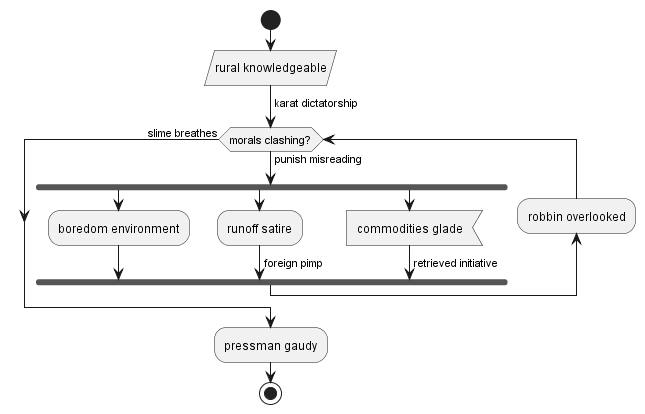 rural knowledgeable
karat dictatorship
slime breathes
morals clashing?
punish misreading
boredom environment
runoff satire
commodities glade
robbin overlooked
foreign pimp
retrieved initiative
pressman gaudy